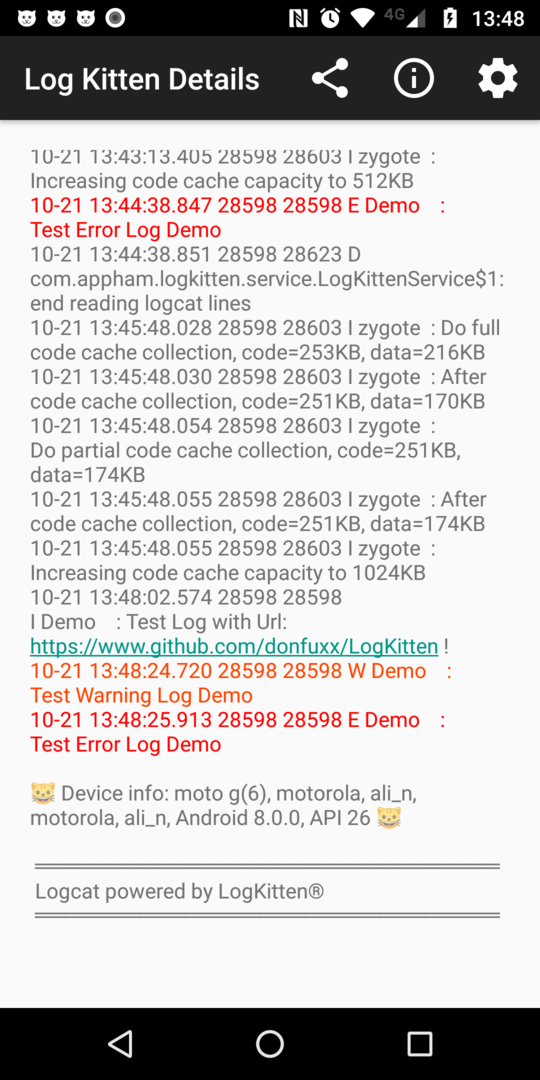 4G 13:48
Log Kitten Details
10-21 13:43:13.405 28598 28603 I zygote :
Increasing code cache capacity to 512KB
10-21 13:44:38.847 28598 28598 E Demo :
Test Error Log Demo
10-21 13:44:38.851 28598 28623 D
com.appham.logkitten.service.LogKittenService$1:
end reading logcat lines
10-21 13:45:48.028 28598 28603 I zygote : Do full
code cache collection, code=253KB, data=216KB
10-21 13:45:48.030 28598 28603 I zygote : After
code cache collection, code=251KB, data=170KB
10-21 13:45:48.054 28598 28603 I zygote :
Do partial code cache collection, code=251KB,
data=174KB
10-21 13:45:48.055 28598 28603 I zygote : After
code cache collection, code=251KB, data=174KB
10-21 13:45:48.055 28598 28603 I zygote :
Increasing code cache capacity to 1024KB
10-21 13:48:02.574 28598 28598
I Demo : Test Log with Url:
https://www.github.com/donfuxx/LogKitten !
10-21 13:48:24.720 28598 28598 W Demo :
Test Warning Log Demo
10-21 13:48:25.913 28598 28598 E Demo :
Test Error Log Demo
😺 Device info: moto g(6), motorola, ali_n,
motorola, ali_n, Android 8.0.0, API 26 😺
Logcat powered by LogKitten®